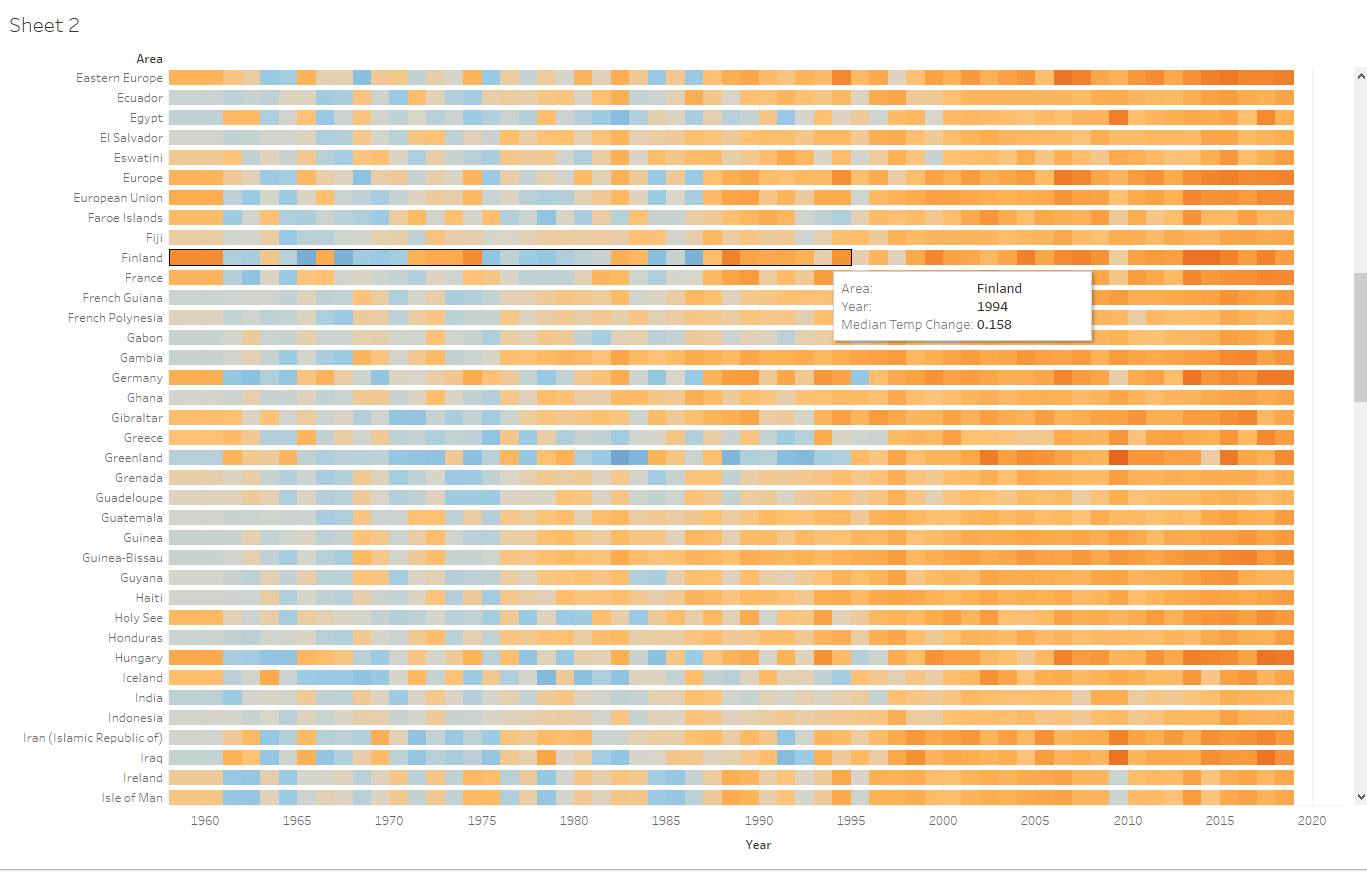 Sheet 2
Area
Eastern Europe
Ecuador
Egypt
El Salvador
Eswatini
Europe
European Union
Faroe Islands
Fiji
Finland
France
French Guiana
French Polynesia
Gabon
Gambia
Germany
Ghana
Gibraltar
Greece
Greenland
Grenada
Guadeloupe
Guatemala
Guinea
Guinea-Bissau
Guyana
Haiti
Holy See
Honduras
Hungary
Iceland
India
Indonesia
Iran (Islamic Republic of)
Iraq
Ireland
Isle of Man
Area: Finland
Year: 1994
Median Temp Change: 0.158
1960 1965 1970 1975 1980 1985 1990 1995 2000 2005 2010 2015 2020
Year